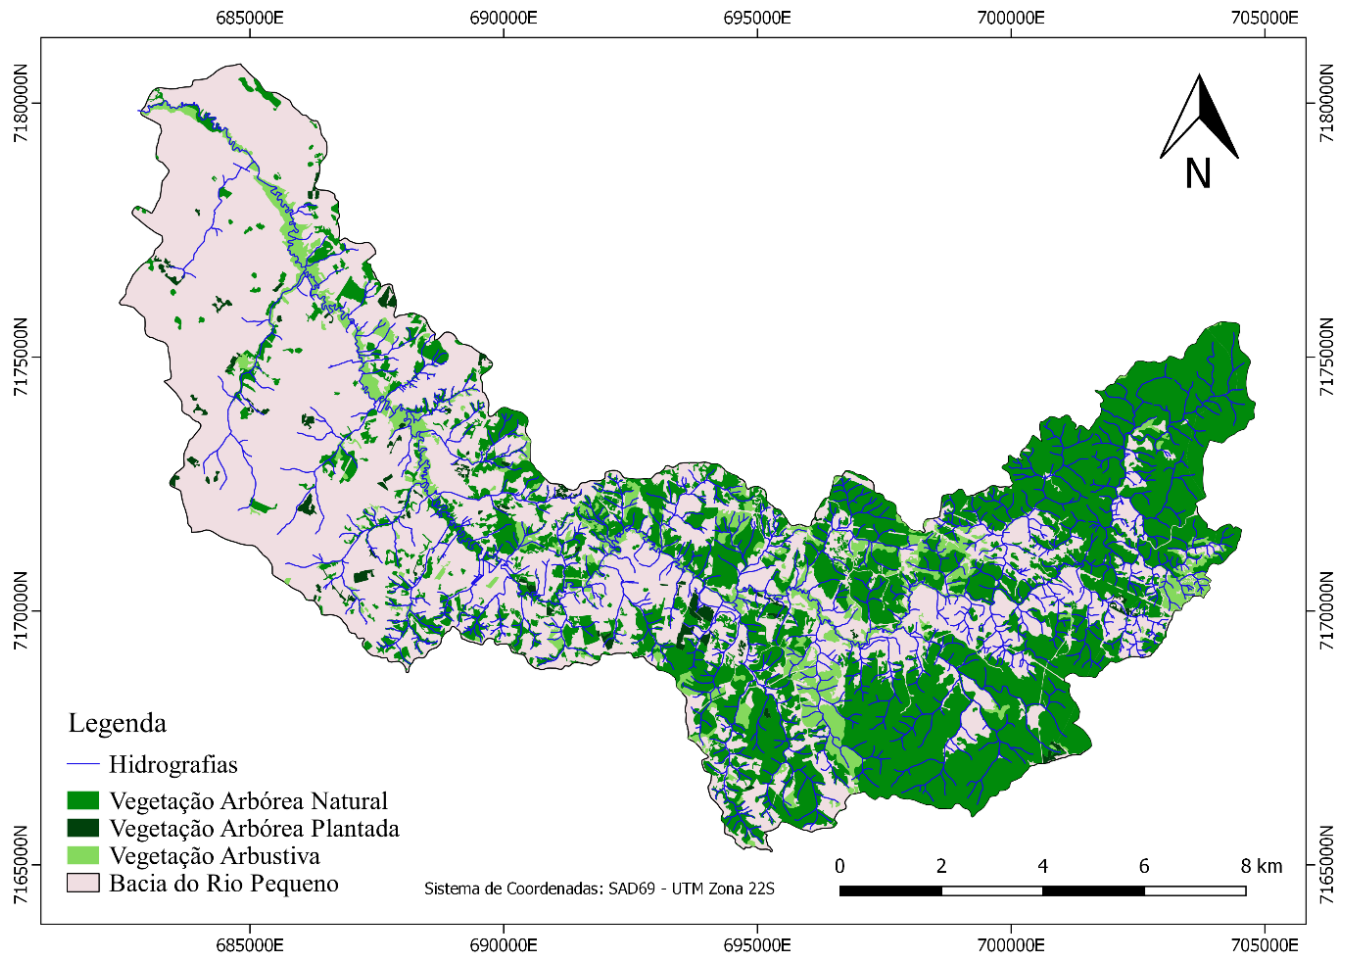 685000E 690000E 695000E 700000E 705000E
7180000N 7180000N
N
7175000N 7175000N
7170000N 7170000N
Legenda
Hidrografias
Vegetação Arbórea Natural
Vegetação Arbórea Plantada
Vegetação Arbustiva
Bacia do Rio Pequeno
Sistema de Coordenadas: SAD69 - UTM Zona 22S
0 2 4 6 8 km
7165000N 7165000N
685000E 690000E 695000E 700000E 705000E